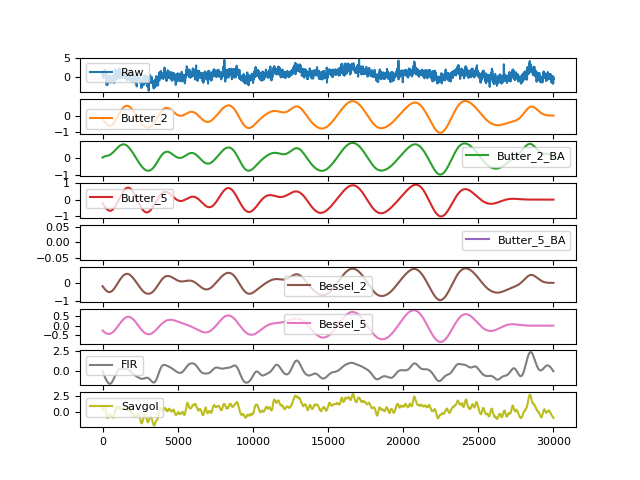 5
0
Raw
0
−1
Butter_2
0
−1
Butter_2_BA
1
0
−1
Butter_5
0.05
0.00
−0.05
Butter_5_BA
0
−1
Bessel_2
0.5
0.0
−0.5
Bessel_5
2.5
0.0
FIR
2.5
0.0
Savgol
0 5000 10000 15000 20000 25000 30000